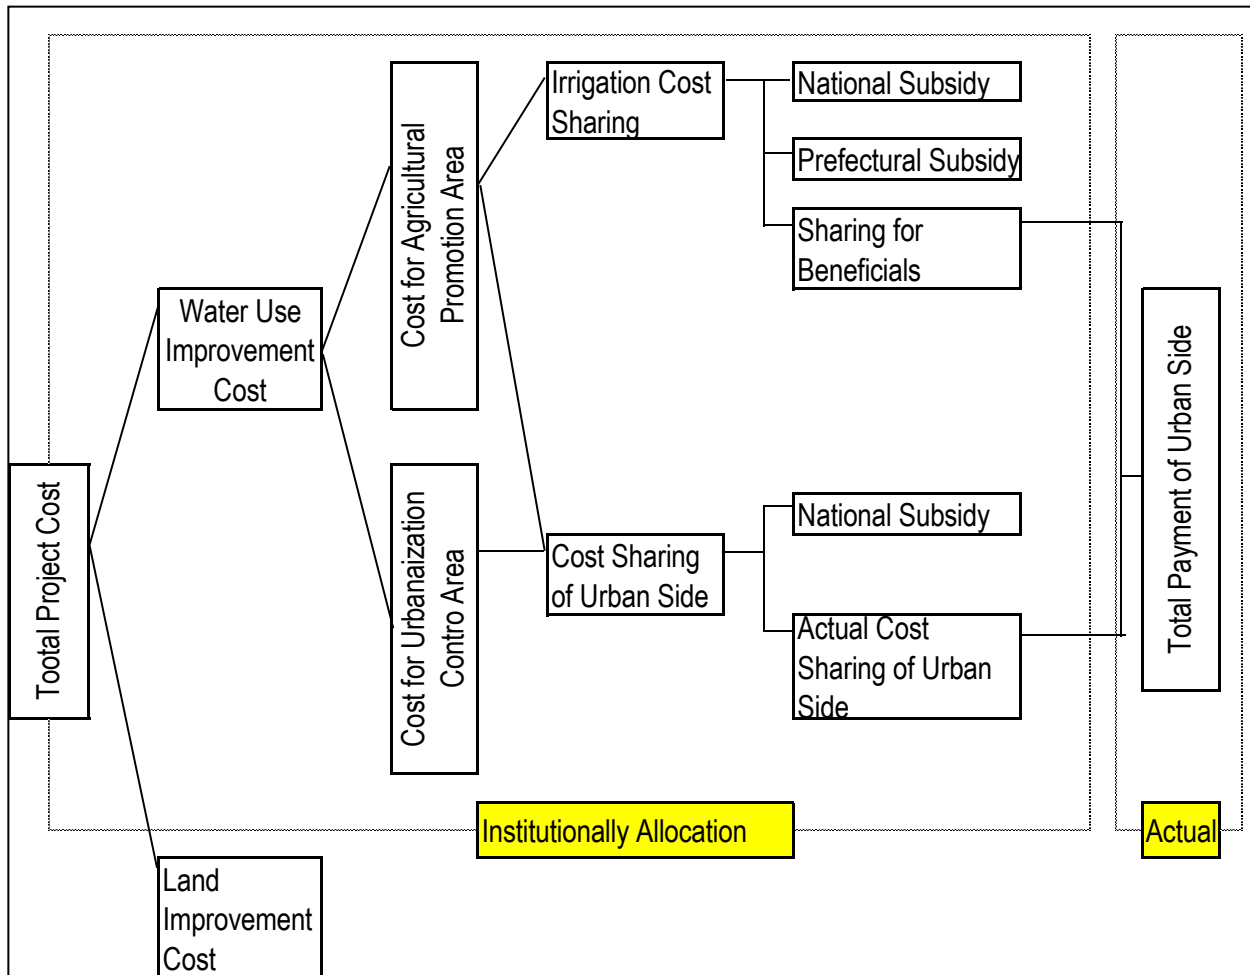 Tootal Project Cost
Water Use
Improvement
Cost
Land
Improvement
Cost
Cost for Agricultural
Promotion Area
Cost for Urbanaization
Contro Area
Irrigation Cost
Sharing
Cost Sharing
of Urban Side
National Subsidy
Prefectural Subsidy
Sharing for
Beneficials
National Subsidy
Actual Cost
Sharing of Urban
Side
Total Payment of Urban Side
Institutionally Allocation
Actual